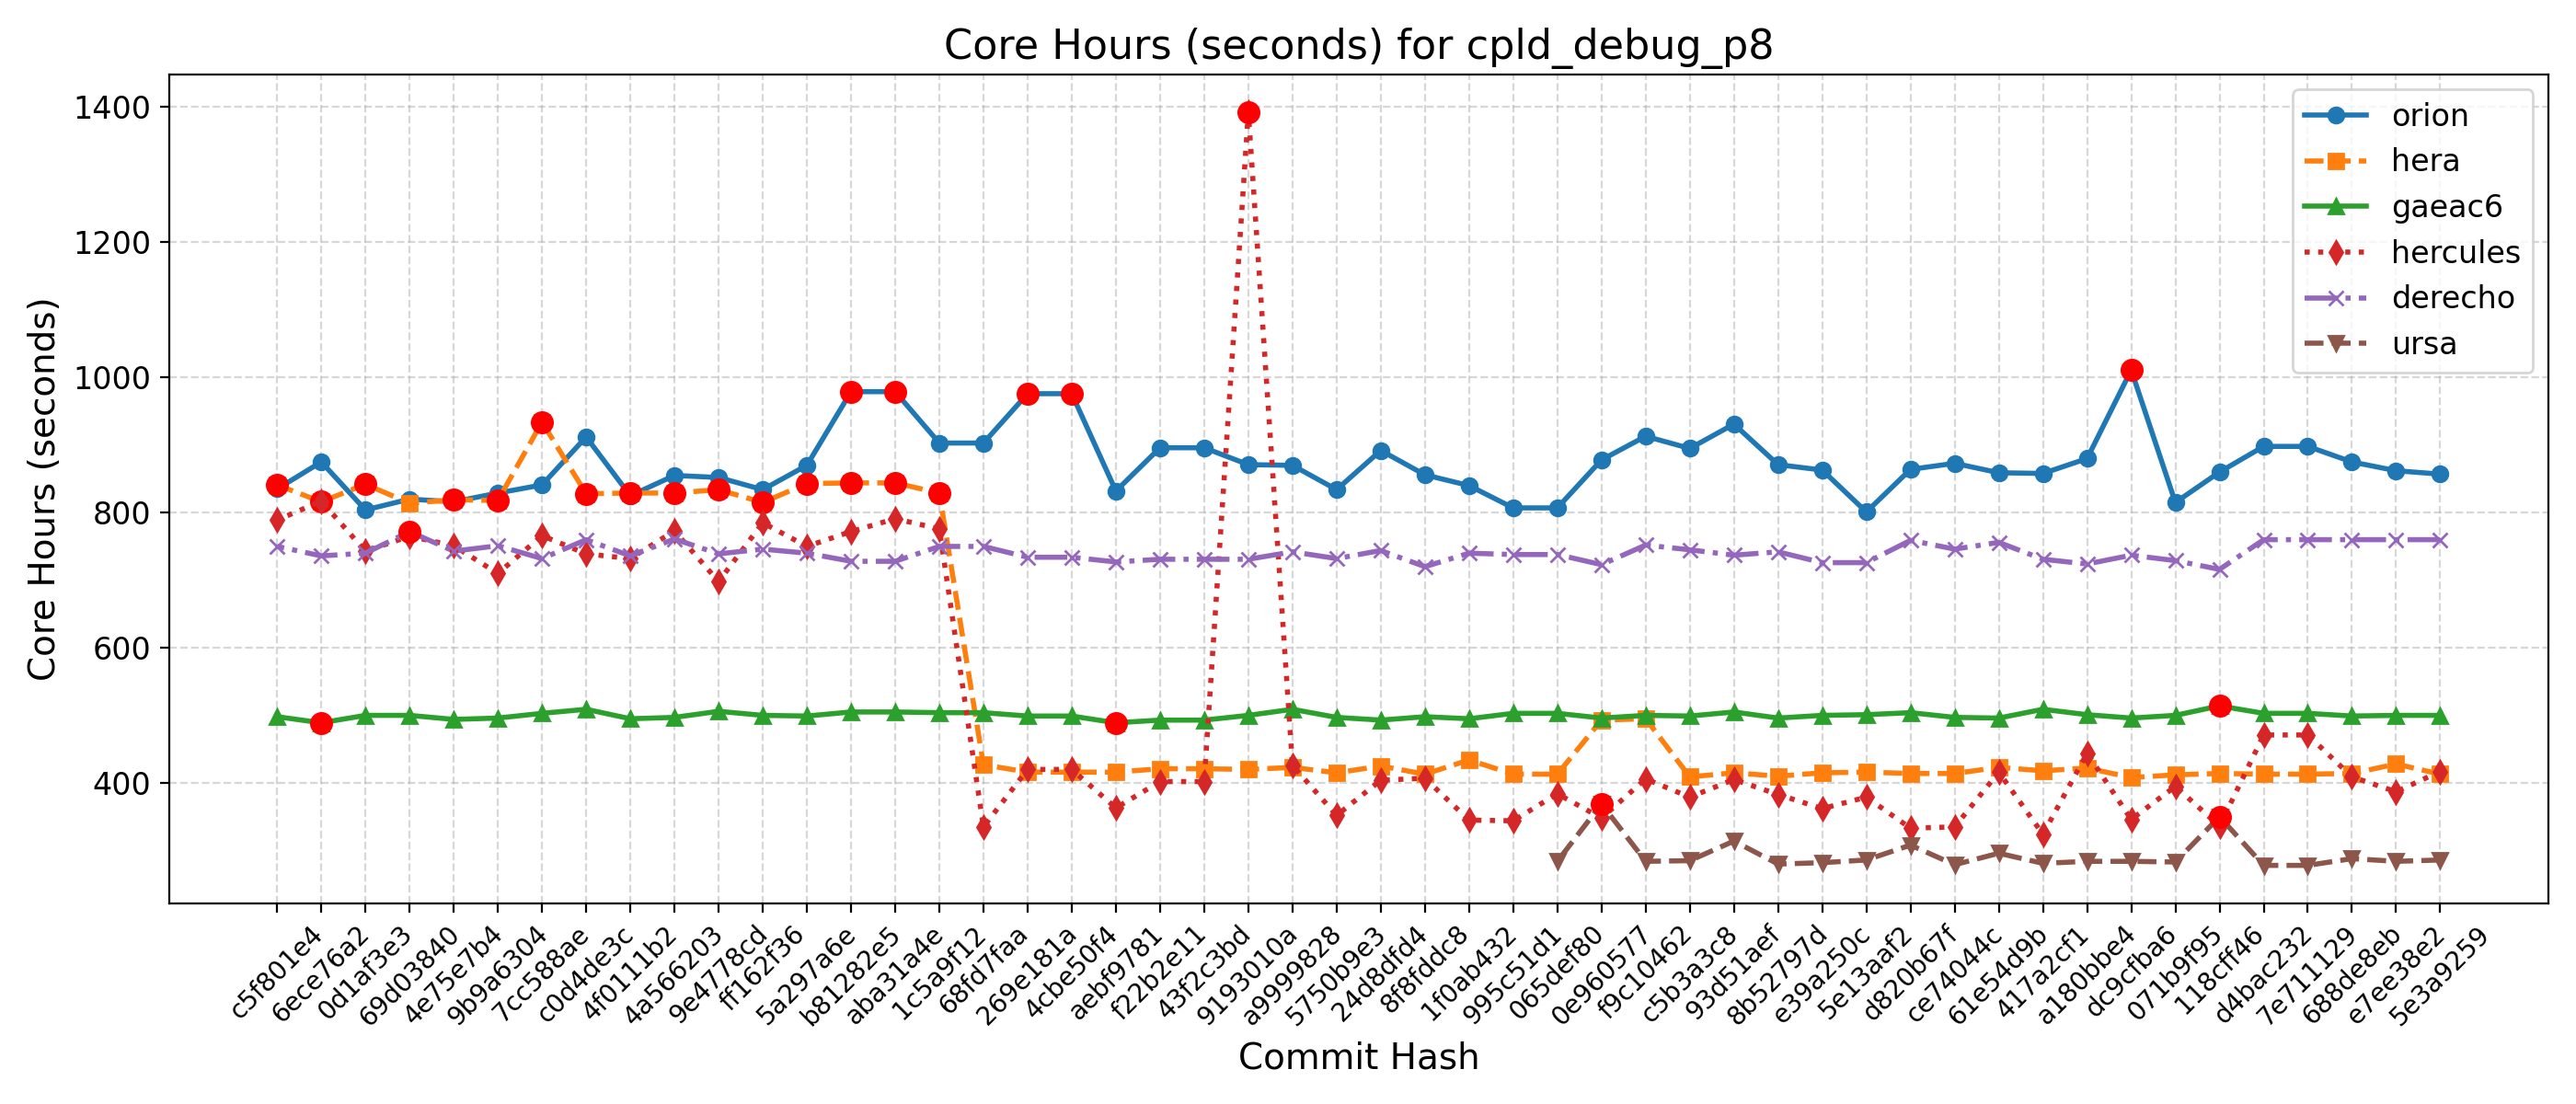 Core Hours (seconds) for cpld_debug_p8
Core Hours (seconds)
1400
1200
1000
800
600
400
orion
hera
gaeac6
hercules
derecho
ursa
c5f801e4
6ece76a2
0d1af3e3
69d03840
4e75e7b4
9b9a6304
7cc588ae
c0d4de3c
4f0111b2
4a566203
9e4778cd
ff162f36
5a297a6e
b81282e5
aba31a4e
1c5a9f12
68fd7faa
269e181a
4cbe50f4
aebf9781
f22b2e11
43f2c3bd
9193010a
a9999828
5750b9e3
24d8dfd4
8f8fddc8
1f0ab432
995c51d1
065def80
0e960577
f9c10462
c5b3a3c8
93d51aef
8b52797d
e39a250c
5e13aaf2
d820b67f
ce74044c
61e54d9b
417a2cf1
a180bbe4
dc9cfba6
071b9f95
118cff46
d4bac232
7e711129
688de8eb
e7ee38e2
5e3a9259
Commit Hash